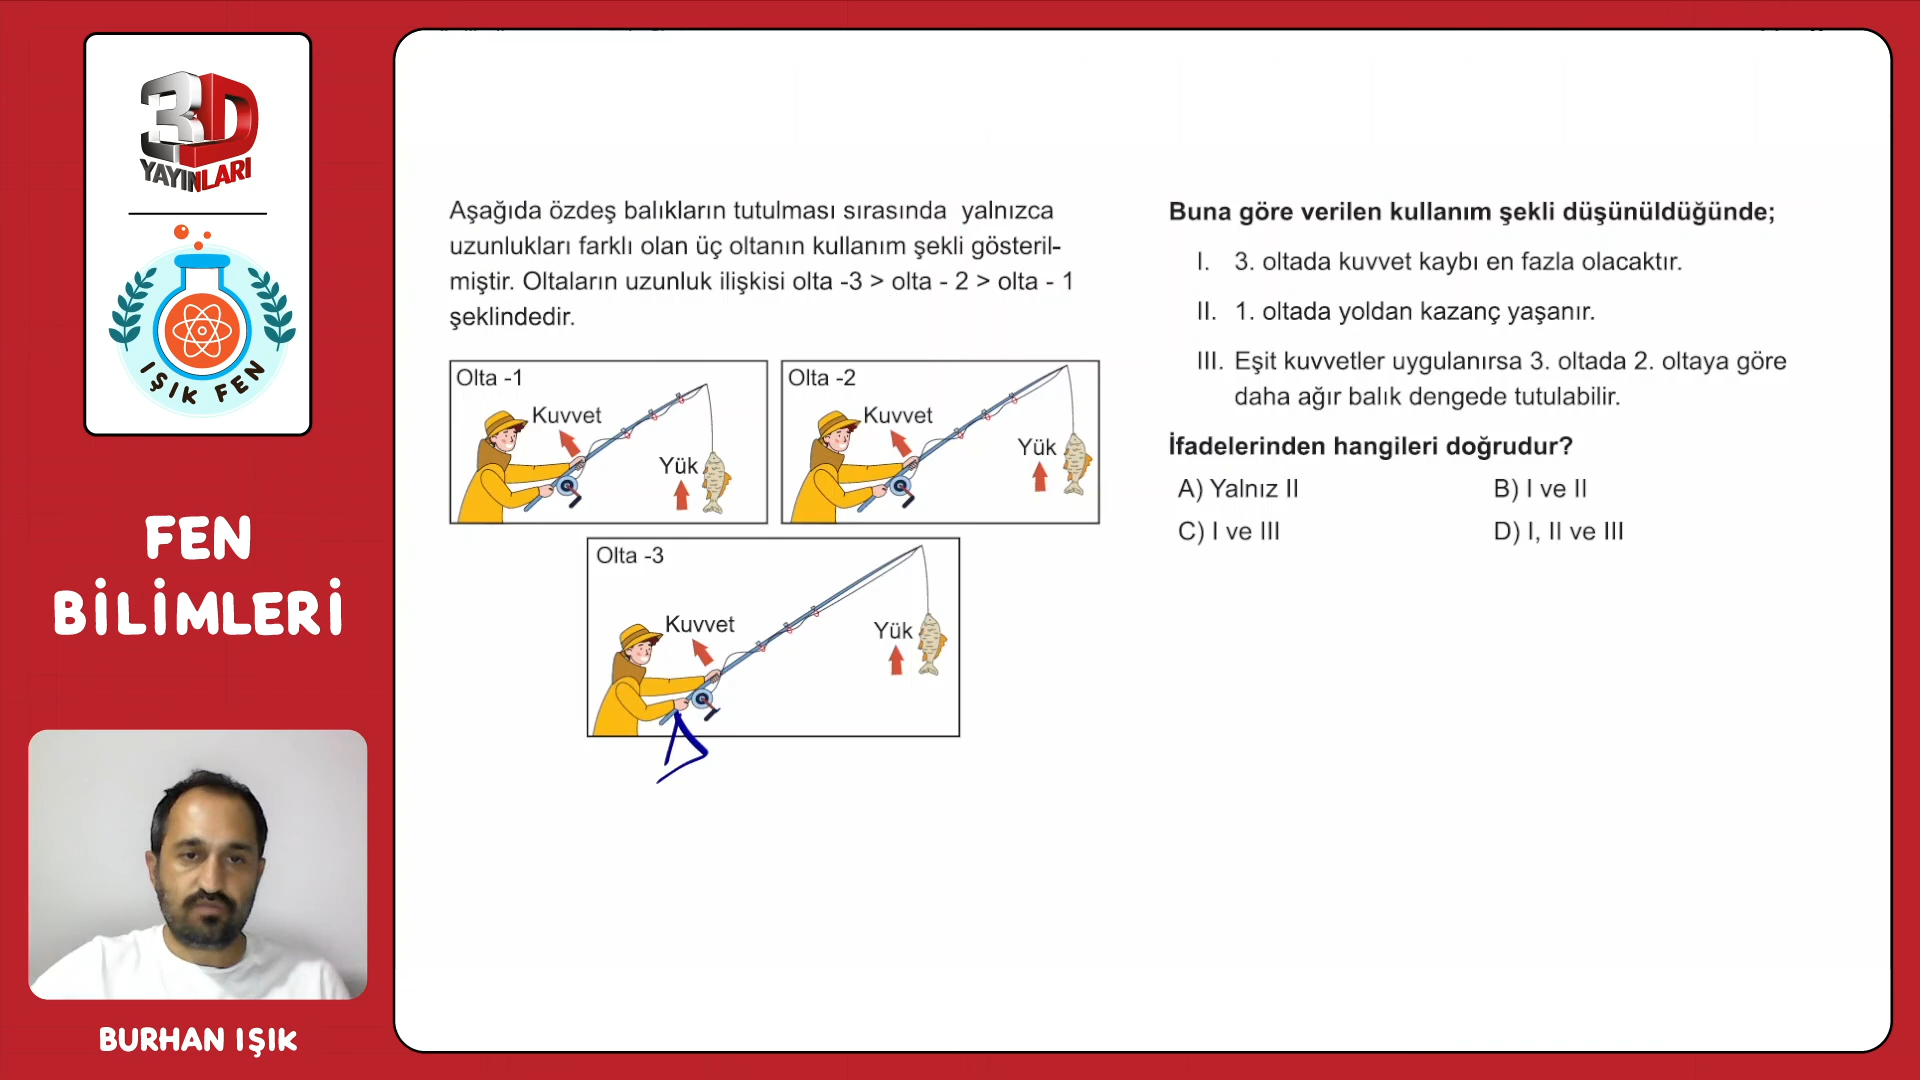 3D
YAYINLARI
IŞIK FEN
FEN
BİLİMLERİ
BURHAN IŞIK
Aşağıda özdeş balıkların tutulması sırasında yalnızca
uzunlukları farklı olan üç oltanın kullanım şekli gösteril-
miştir. Oltaların uzunluk ilişkisi olta -3 > olta - 2 > olta - 1
şeklindedir.
Olta -1
Kuvvet
Yük
Olta -2
Kuvvet
Yük
Olta -3
Kuvvet
Yük
Buna göre verilen kullanım şekli düşünüldüğünde;
I. 3. oltada kuvvet kaybı en fazla olacaktır.
II. 1. oltada yoldan kazanç yaşanır.
III. Eşit kuvvetler uygulanırsa 3. oltada 2. oltaya göre
daha ağır balık dengede tutulabilir.
İfadelerinden hangileri doğrudur?
A) Yalnız II
B) I ve II
C) I ve III
D) I, II ve III